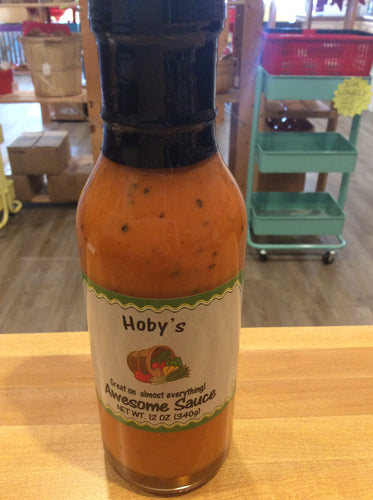 Hoby's
Great on almost everything!
Awesome Sauce
NET WT. 12 OZ (340g)